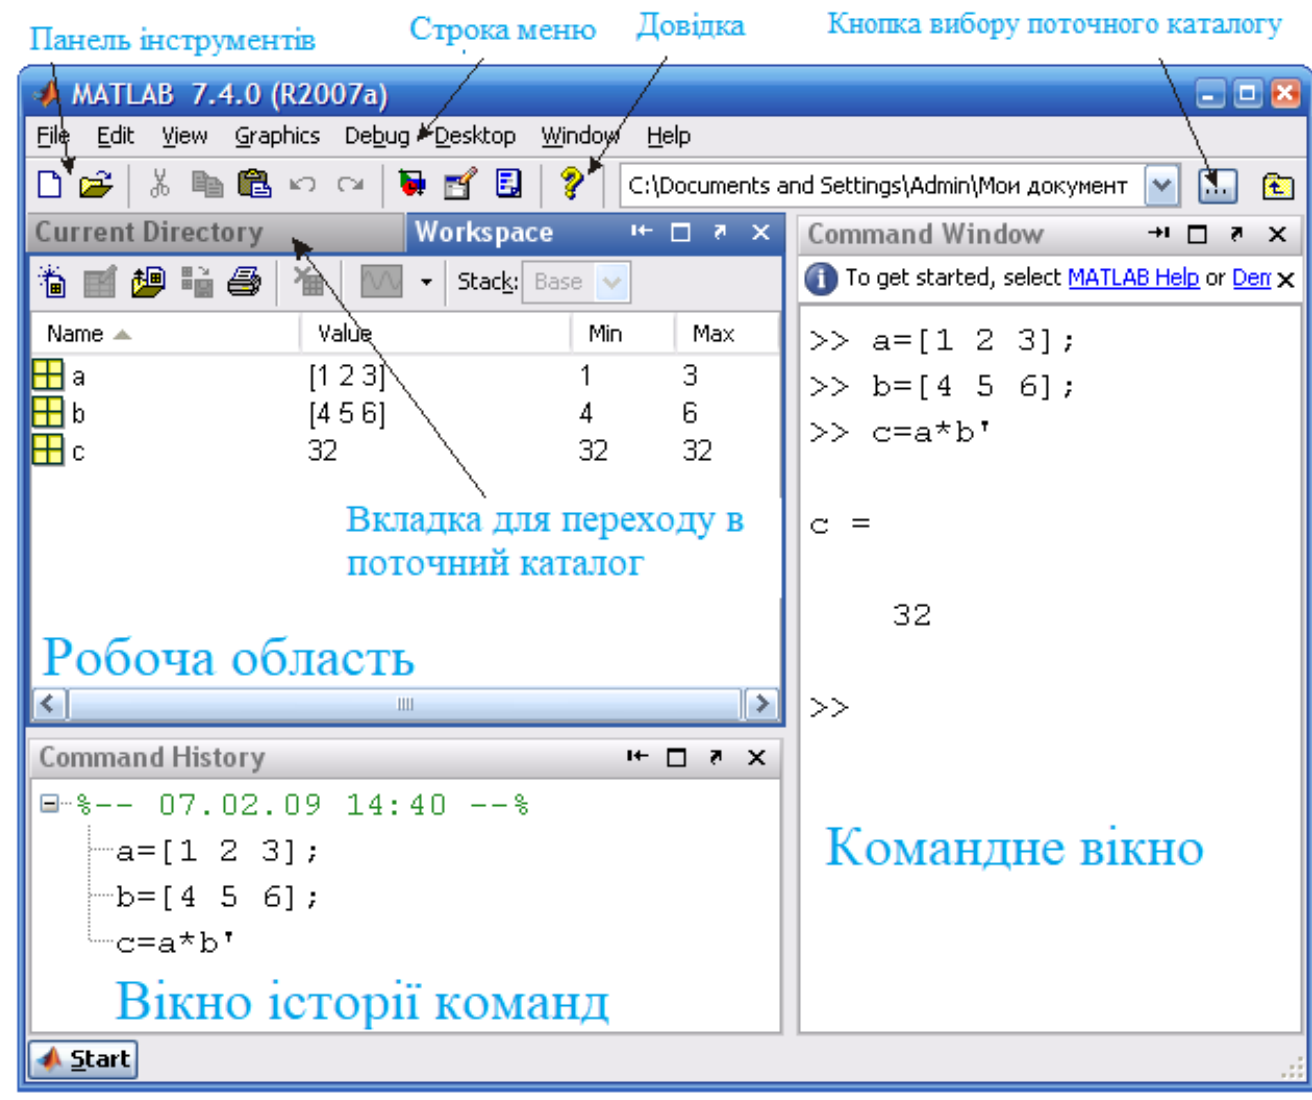 Панель інструментів
Строка меню
Довідка
Кнопка вибору поточного каталогу
MATLAB 7.4.0 (R2007a)
File Edit View Graphics Debug Desktop Window Help
C:\Documents and Settings\Admin\Мои документ
Current Directory
Workspace
Stack: Base
Name Value Min Max
a [1 2 3] 1 3
b [4 5 6] 4 6
c 32 32 32
Вкладка для переходу в
поточний каталог
Робоча область
Command History
%-- 07.02.09 14:40 --%
a=[1 2 3];
b=[4 5 6];
c=a*b'
Вікно історії команд
Command Window
To get started, select MATLAB Help or Dem
>> a=[1 2 3];
>> b=[4 5 6];
>> c=a*b'
c =
32
>>
Командне вікно
Start